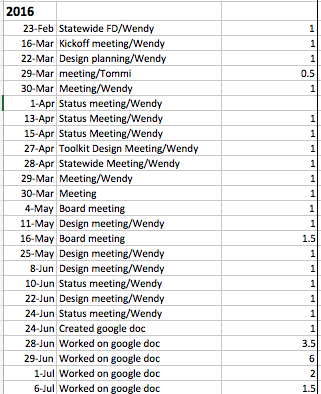 2016
23-Feb Statewide FD/Wendy 1
16-Mar Kickoff meeting/Wendy 1
22-Mar Design planning/Wendy 1
29-Mar meeting/Tommi 0.5
30-Mar Meeting/Wendy 1
1-Apr Status meeting/Wendy
13-Apr Status Meeting/Wendy 1
15-Apr Status Meeting/Wendy 1
27-Apr Toolkit Design Meeting/Wendy 1
28-Apr Statewide Meeting/Wendy 1
29-Mar Meeting/Wendy 1
30-Mar Meeting 1
4-May Board meeting 1
11-May Design meeting/Wendy 1
16-May Board meeting 1.5
25-May Design meeting/Wendy 1
8-Jun Design meeting/Wendy 1
10-Jun Status meeting/Wendy 1
22-Jun Design meeting/Wendy 1
24-Jun Status meeting/Wendy 1
24-Jun Created google doc 1
28-Jun Worked on google doc 3.5
29-Jun Worked on google doc 6
1-Jul Worked on google doc 2
6-Jul Worked on google doc 1.5